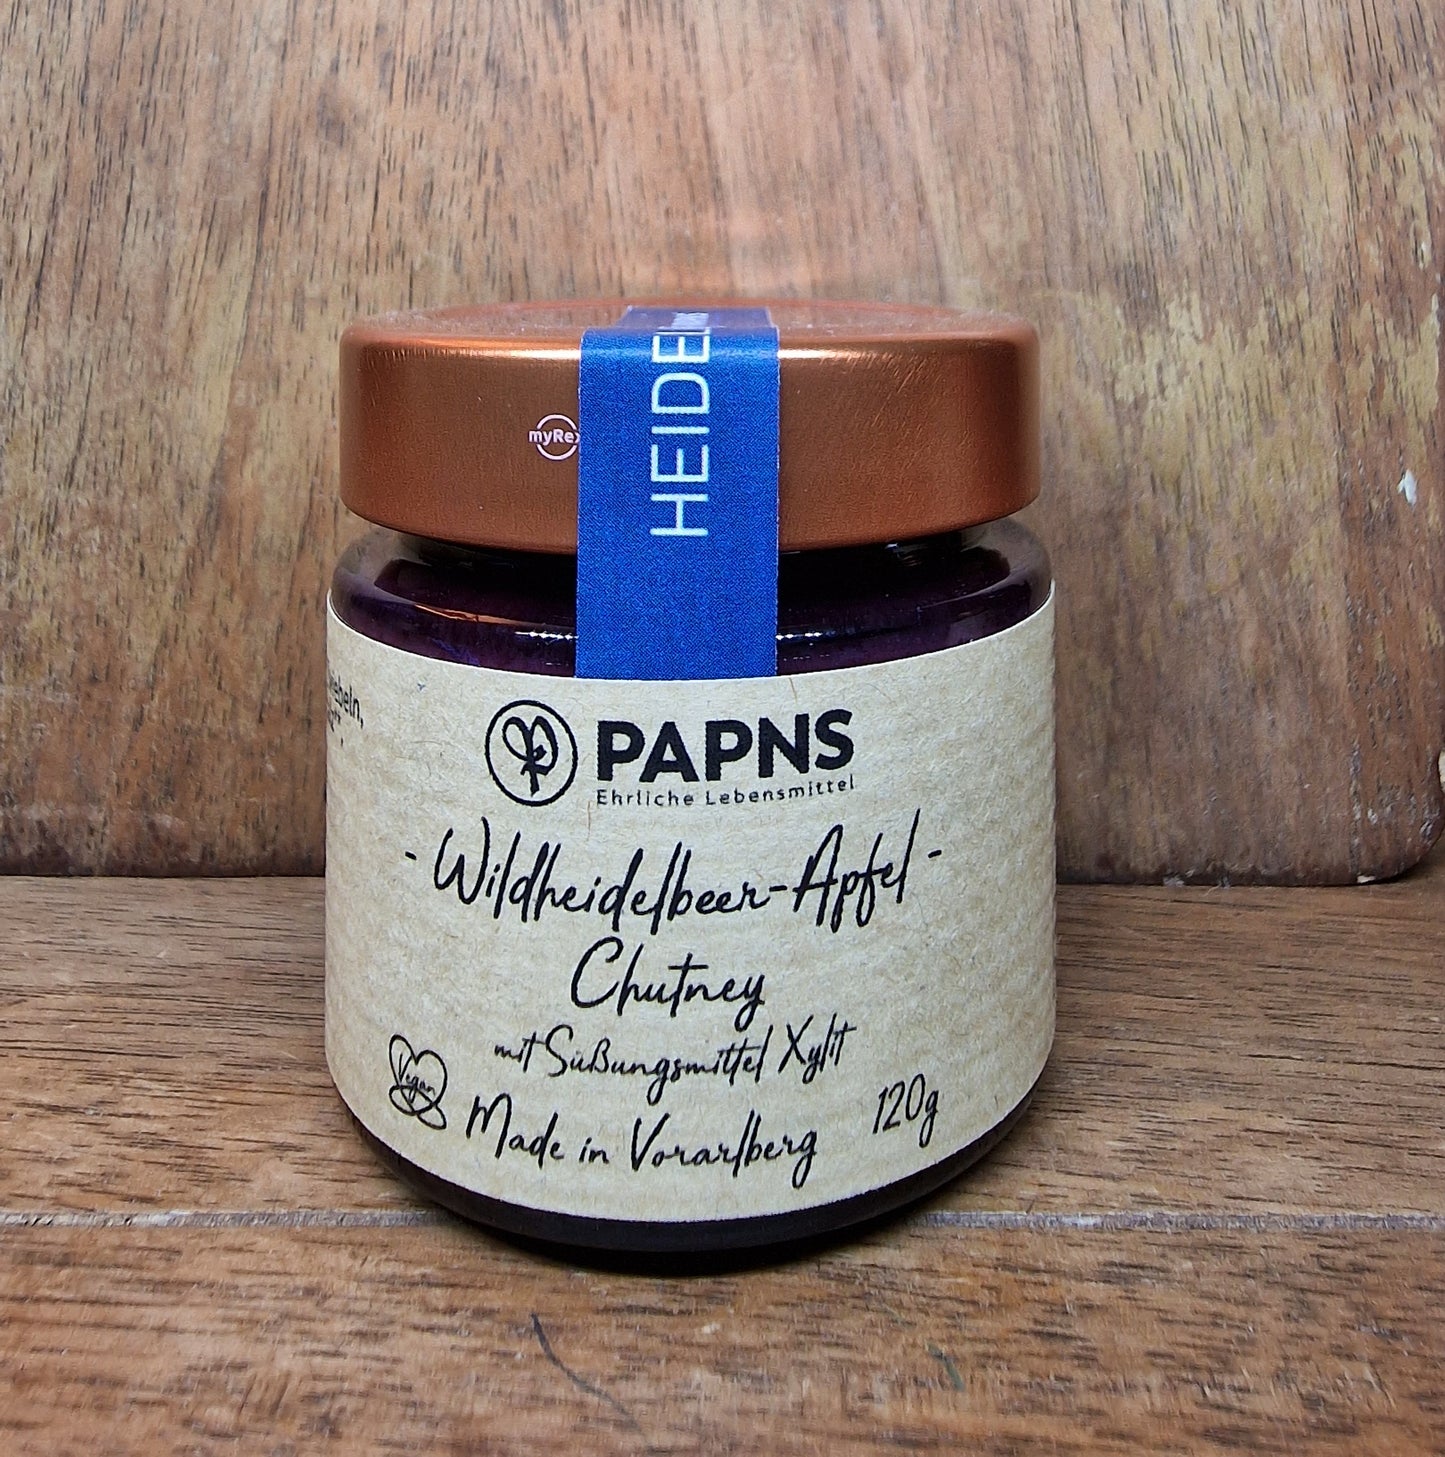 HEIDE
myRex
PAPNS
Ehrliche Lebensmittel
- Wildheidelbeer-Apfel -
Chutney
mit Süßungsmittel Xylit
Vegan
120g
Made in Vorarlberg